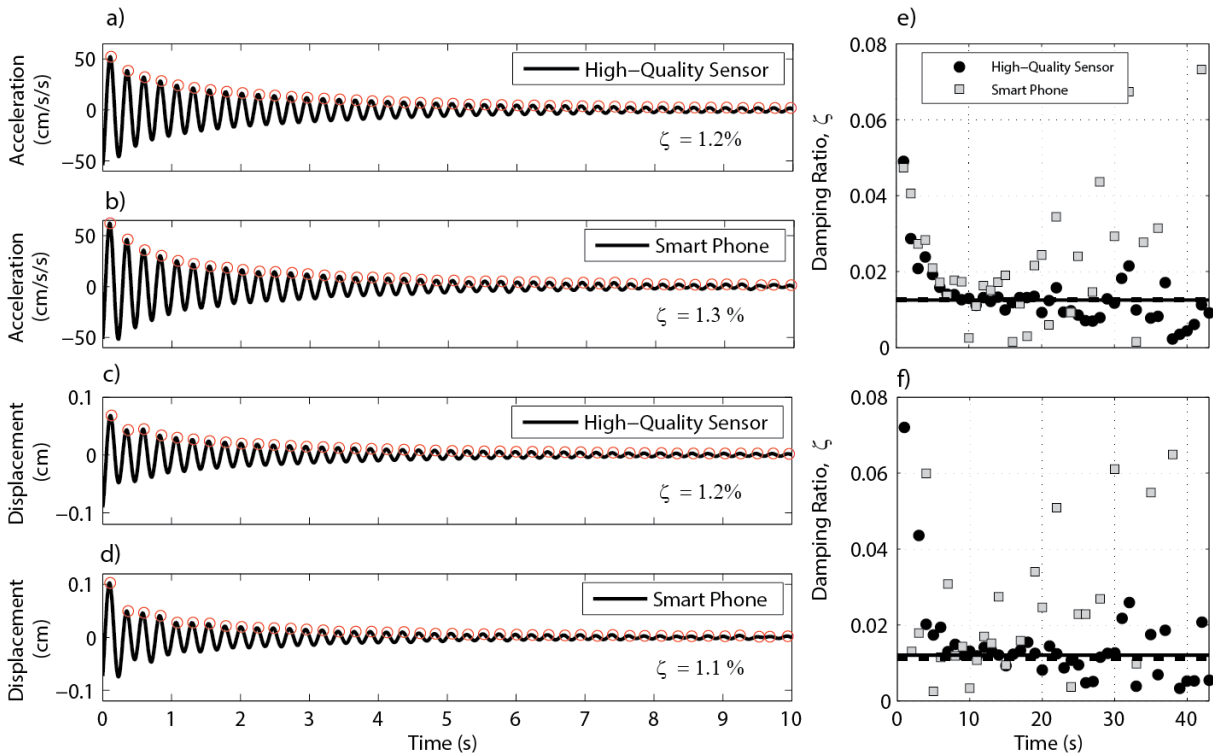 a)
Acceleration
(cm/s/s)
50
0
−50
High−Quality Sensor
ζ = 1.2%
b)
Acceleration
(cm/s/s)
50
0
−50
Smart Phone
ζ = 1.3 %
c)
Displacement
(cm)
0.1
0
−0.1
High−Quality Sensor
ζ = 1.2%
d)
Displacement
(cm)
0.1
0
−0.1
Smart Phone
ζ = 1.1 %
0 1 2 3 4 5 6 7 8 9 10
Time (s)
e)
Damping Ratio, ζ
0.08
0.06
0.04
0.02
0
High-Quality Sensor
Smart Phone
f)
Damping Ratio, ζ
0.08
0.06
0.04
0.02
0
0 10 20 30 40
Time (s)